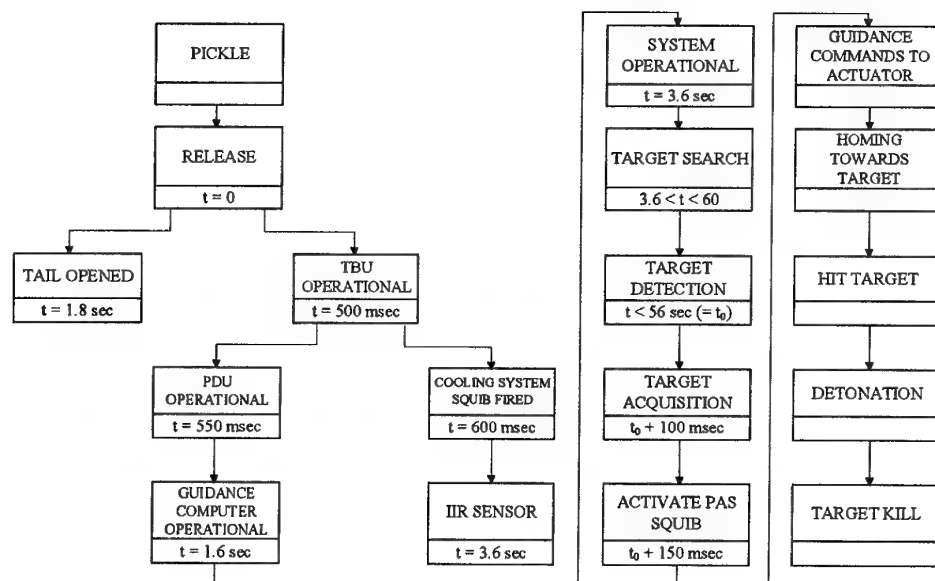 PICKLE
RELEASE
t = 0
TAIL OPENED
t = 1.8 sec
TBU
OPERATIONAL
t = 500 msec
PDU
OPERATIONAL
t = 550 msec
COOLING SYSTEM
SQUIB FIRED
t = 600 msec
GUIDANCE
COMPUTER
OPERATIONAL
t = 1.6 sec
IIR SENSOR
t = 3.6 sec
SYSTEM
OPERATIONAL
t = 3.6 sec
TARGET SEARCH
3.6 < t < 60
TARGET
DETECTION
t < 56 sec (= t₀)
TARGET
ACQUISITION
t₀ + 100 msec
ACTIVATE PAS
SQUIB
t₀ + 150 msec
GUIDANCE
COMMANDS TO
ACTUATOR
HOMING
TOWARDS
TARGET
HIT TARGET
DETONATION
TARGET KILL